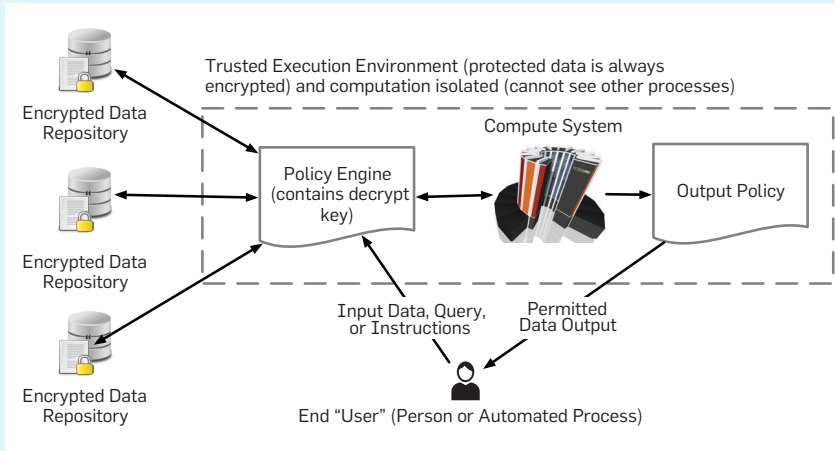 Trusted Execution Environment (protected data is always
encrypted) and computation isolated (cannot see other processes)
Encrypted Data
Repository
Compute System
Policy Engine
(contains decrypt
key)
Output Policy
Encrypted Data
Repository
Input Data, Query,
or Instructions
Permitted
Data Output
Encrypted Data
Repository
End “User” (Person or Automated Process)